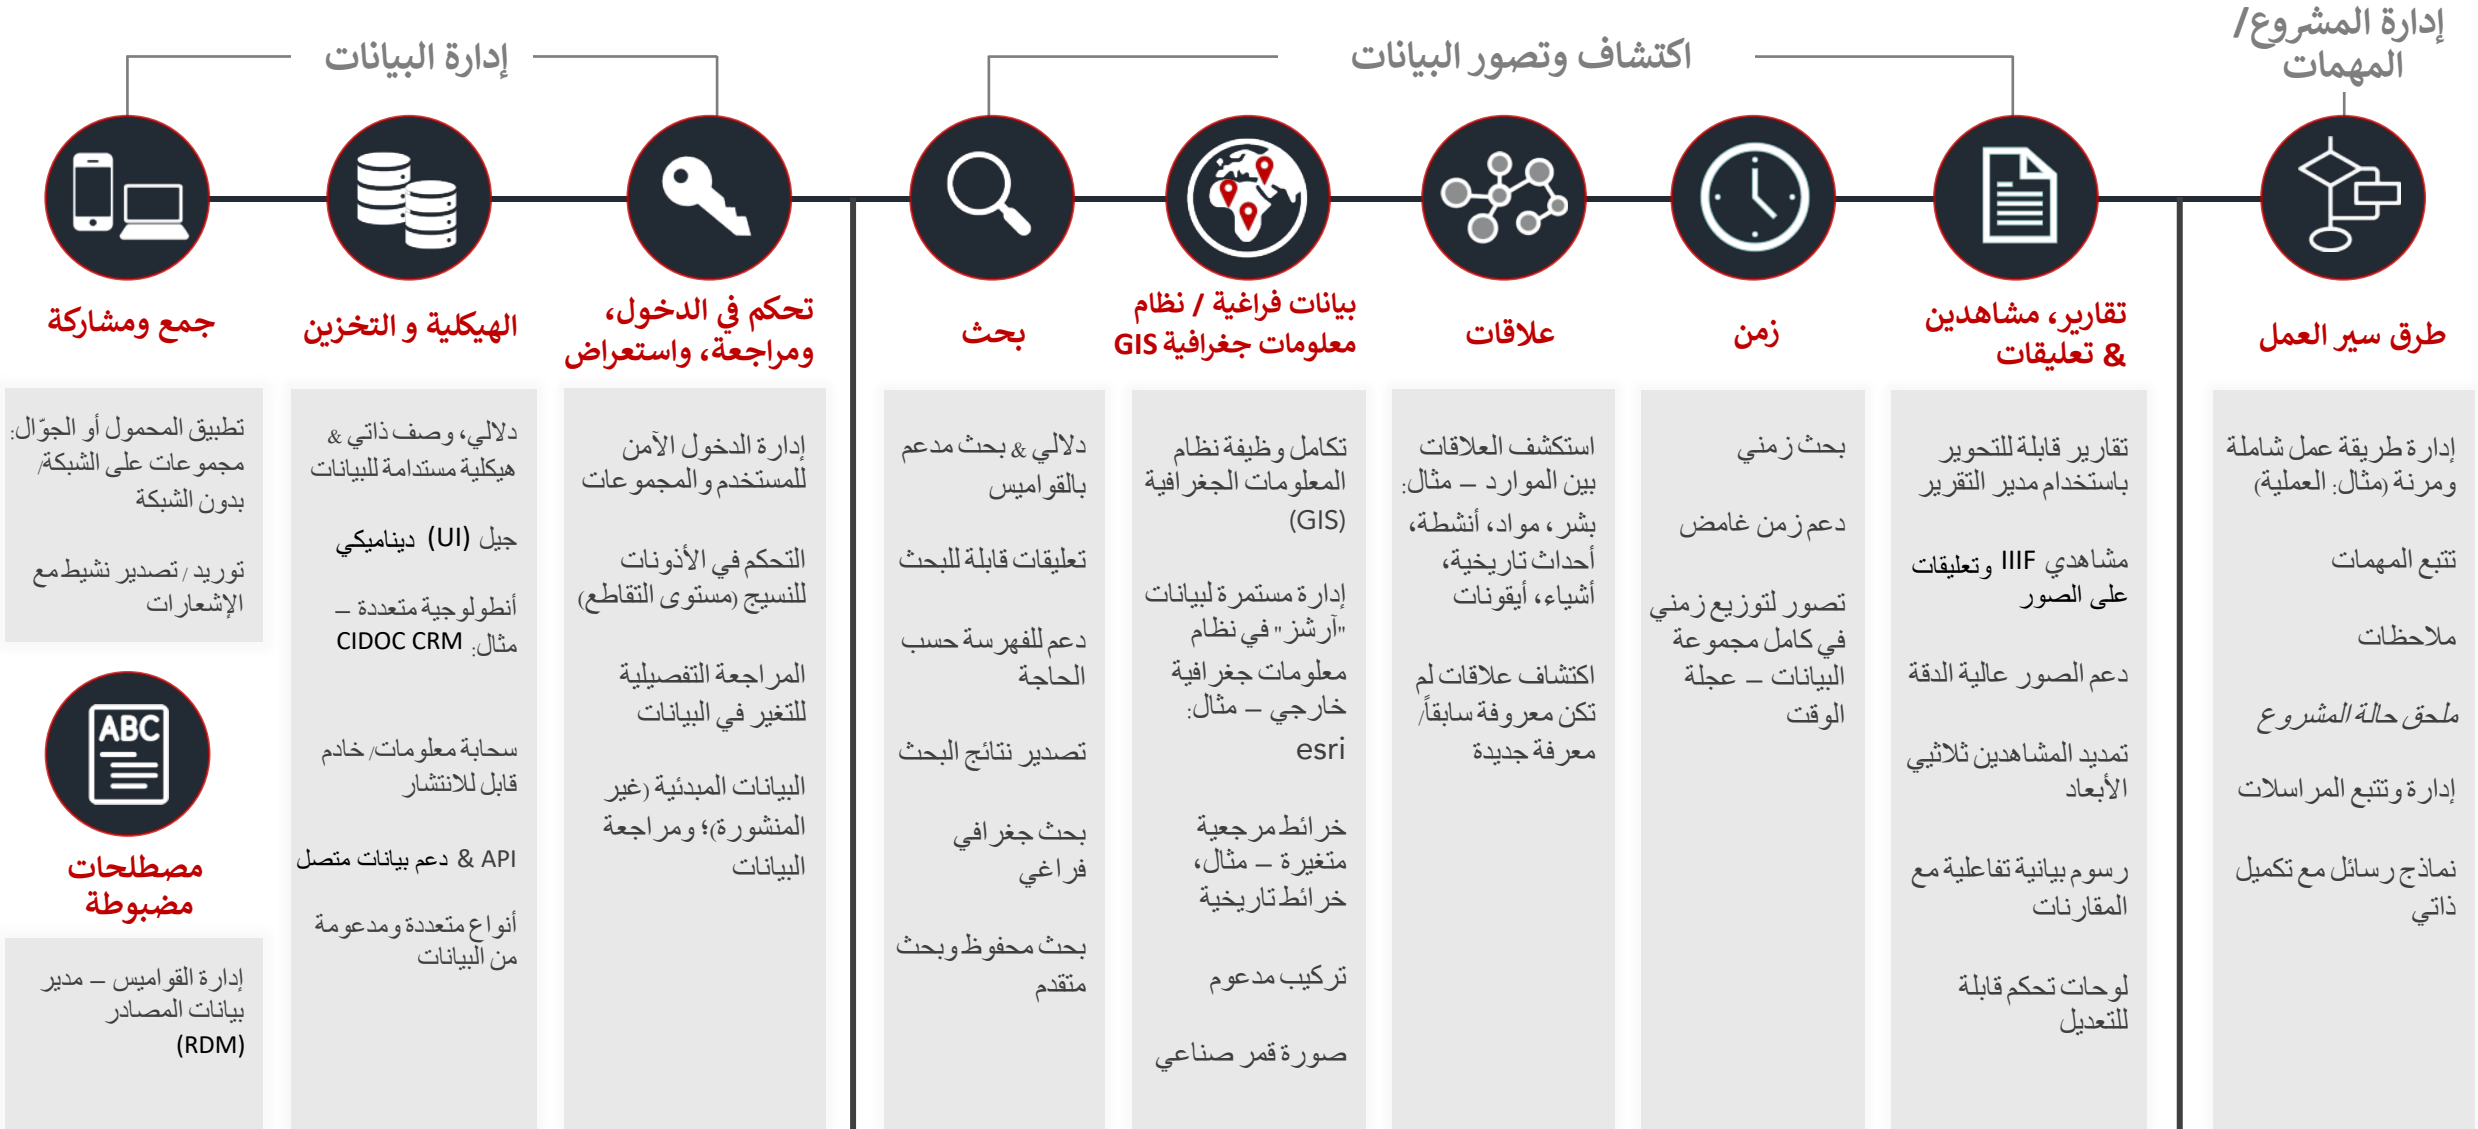 إدارة البيانات
جمع ومشاركة
تطبيق المحمول أو الجوّال:
مجموعات على الشبكة/
بدون الشبكة
توريد / تصدير نشيط مع
الإشعارات
ABC
مصطلحات
مضبوطة
إدارة القواميس – مدير
بيانات المصادر
(RDM)
الهيكلية و التخزين
دلالي، وصف ذاتي &
هيكلية مستدامة للبيانات
جيل (UI) ديناميكي
أنطولوجية متعددة –
مثال: CIDOC CRM
سحابة معلومات/ خادم
قابل للانتشار
API & دعم بيانات متصل
أنواع متعددة ومدعومة
من البيانات
تحكم في الدخول،
ومراجعة، واستعراض
إدارة الدخول الآمن
للمستخدم والمجموعات
التحكم في الأذونات
للنسيج (مستوى التقاطع)
المراجعة التفصيلية
للتغير في البيانات
البيانات المبدئية (غير
المنشورة)؛ ومراجعة
البيانات
اكتشاف وتصور البيانات
بحث
دلالي & بحث مدعم
بالقواميس
تعليقات قابلة للبحث
دعم للفهرسة حسب
الحاجة
تصدير نتائج البحث
بحث جغرافي
فراغي
بحث محفوظ وبحث
متقدم
بيانات فراغية / نظام
معلومات جغرافية GIS
تكامل وظيفة نظام
المعلومات الجغرافية
(GIS)
إدارة مستمرة لبيانات
"آرشز" في نظام
معلومات جغرافية
خارجي – مثال:
esri
خرائط مرجعية
متغيرة – مثال،
خرائط تاريخية
تركيب مدعوم
صورة قمر صناعي
علاقات
استكشف العلاقات
بين الموارد – مثال:
بشر، مواد، أنشطة،
أحداث تاريخية،
أشياء، أيقونات
اكتشاف علاقات لم
تكن معروفة سابقاً/
معرفة جديدة
زمن
بحث زمني
دعم زمن غامض
تصور لتوزيع زمني
في كامل مجموعة
البيانات – عجلة
الوقت
تقارير، مشاهدين
& تعليقات
تقارير قابلة للتحوير
باستخدام مدير التقرير
مشاهدي IIIF وتعليقات
على الصور
دعم الصور عالية الدقة
تمديد المشاهدين ثلاثيي
الأبعاد
رسوم بيانية تفاعلية مع
المقارنات
لوحات تحكم قابلة
للتعديل
إدارة المشروع/
المهمات
طرق سير العمل
إدارة طريقة عمل شاملة
ومرنة (مثال: العملية)
تتبع المهمات
ملاحظات
ملحق حالة المشروع
إدارة وتتبع المراسلات
نماذج رسائل مع تكميل
ذاتي